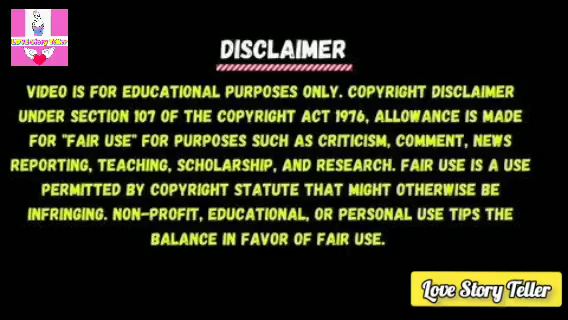 Love Story Teller
DISCLAIMER
VIDEO IS FOR EDUCATIONAL PURPOSES ONLY. COPYRIGHT DISCLAIMER
UNDER SECTION 107 OF THE COPYRIGHT ACT 1976, ALLOWANCE IS MADE
FOR "FAIR USE" FOR PURPOSES SUCH AS CRITICISM, COMMENT, NEWS
REPORTING, TEACHING, SCHOLARSHIP, AND RESEARCH. FAIR USE IS A USE
PERMITTED BY COPYRIGHT STATUTE THAT MIGHT OTHERWISE BE
INFRINGING. NON-PROFIT, EDUCATIONAL, OR PERSONAL USE TIPS THE
BALANCE IN FAVOR OF FAIR USE.
Love Story Teller